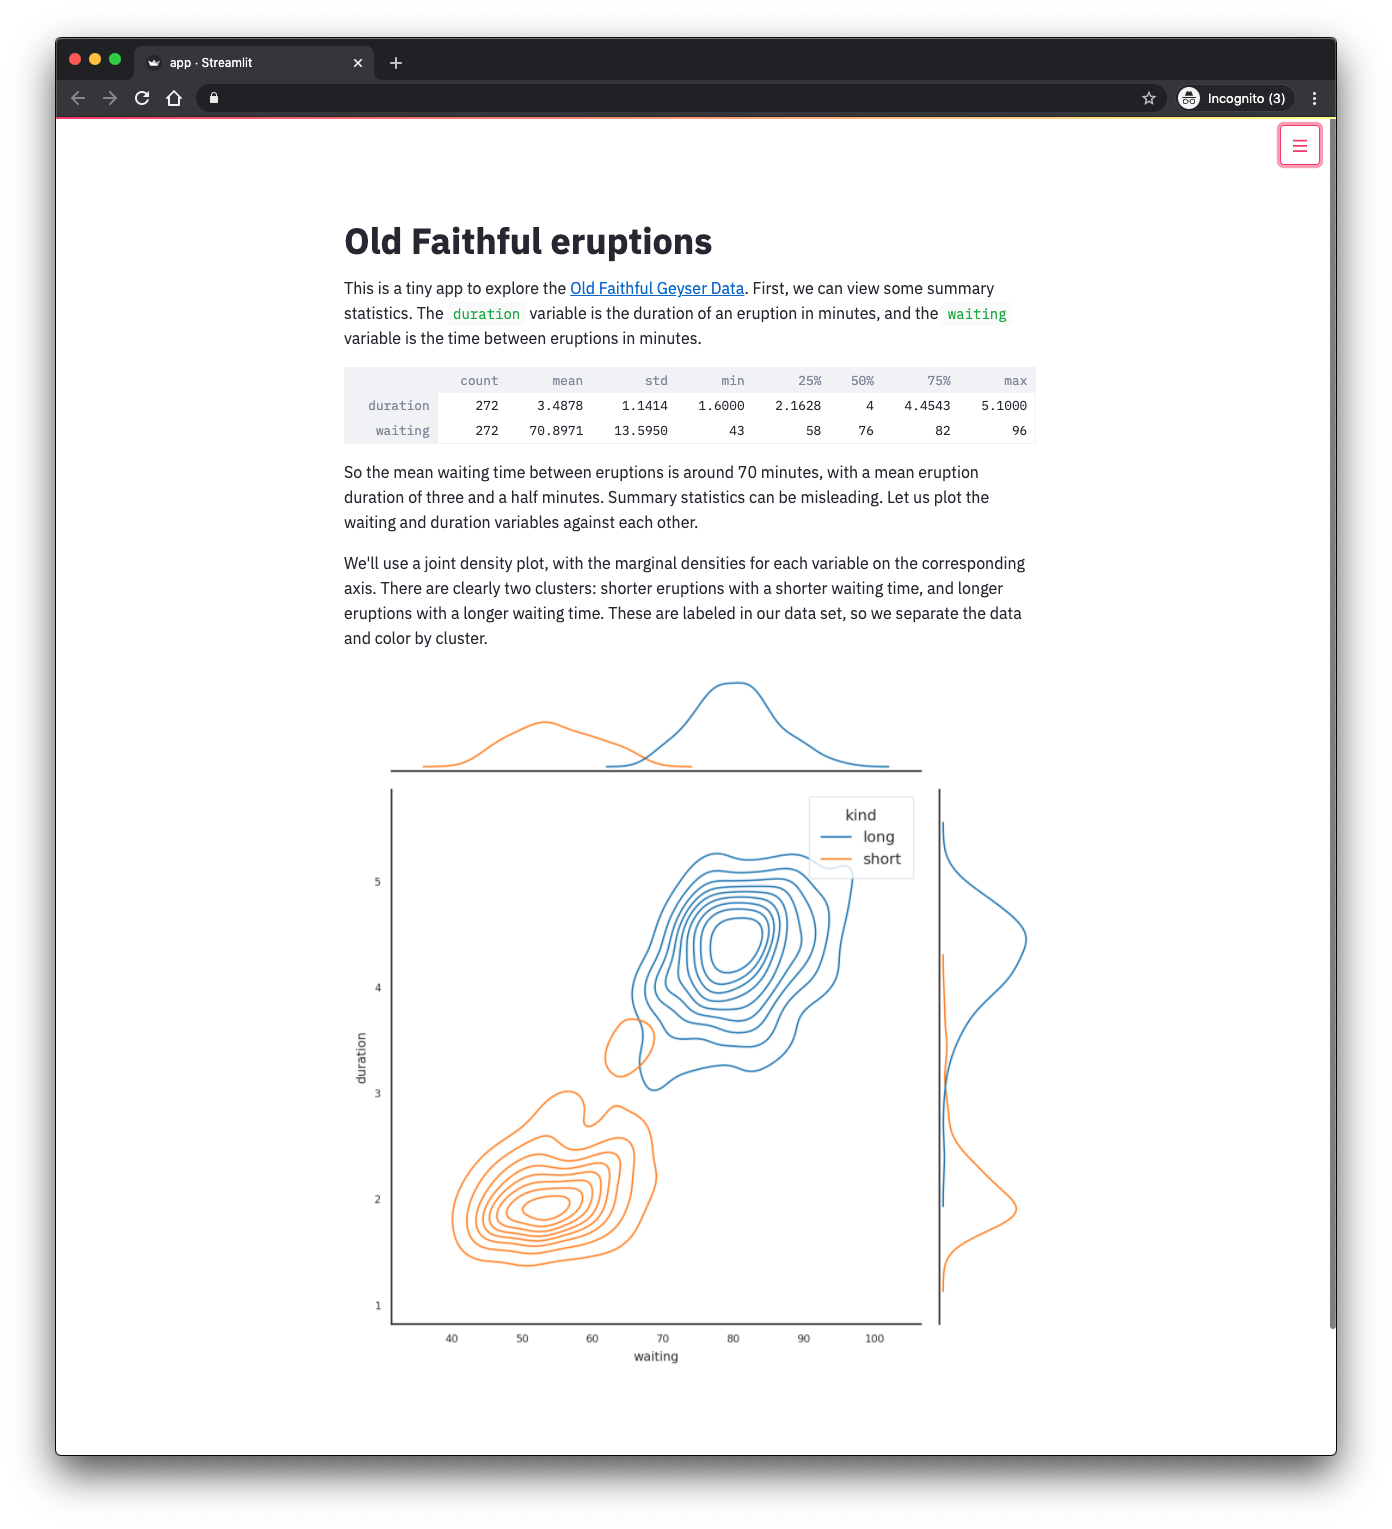 app · Streamlit
Incognito (3)
Old Faithful eruptions
This is a tiny app to explore the Old Faithful Geyser Data. First, we can view some summary
statistics. The duration variable is the duration of an eruption in minutes, and the waiting
variable is the time between eruptions in minutes.
count mean std min 25% 50% 75% max
duration 272 3.4878 1.1414 1.6000 2.1628 4 4.4543 5.1000
waiting 272 70.8971 13.5950 43 58 76 82 96
So the mean waiting time between eruptions is around 70 minutes, with a mean eruption
duration of three and a half minutes. Summary statistics can be misleading. Let us plot the
waiting and duration variables against each other.
We'll use a joint density plot, with the marginal densities for each variable on the corresponding
axis. There are clearly two clusters: shorter eruptions with a shorter waiting time, and longer
eruptions with a longer waiting time. These are labeled in our data set, so we separate the data
and color by cluster.
kind
long
short
5
4
duration
3
2
1
40 50 60 70 80 90 100
waiting